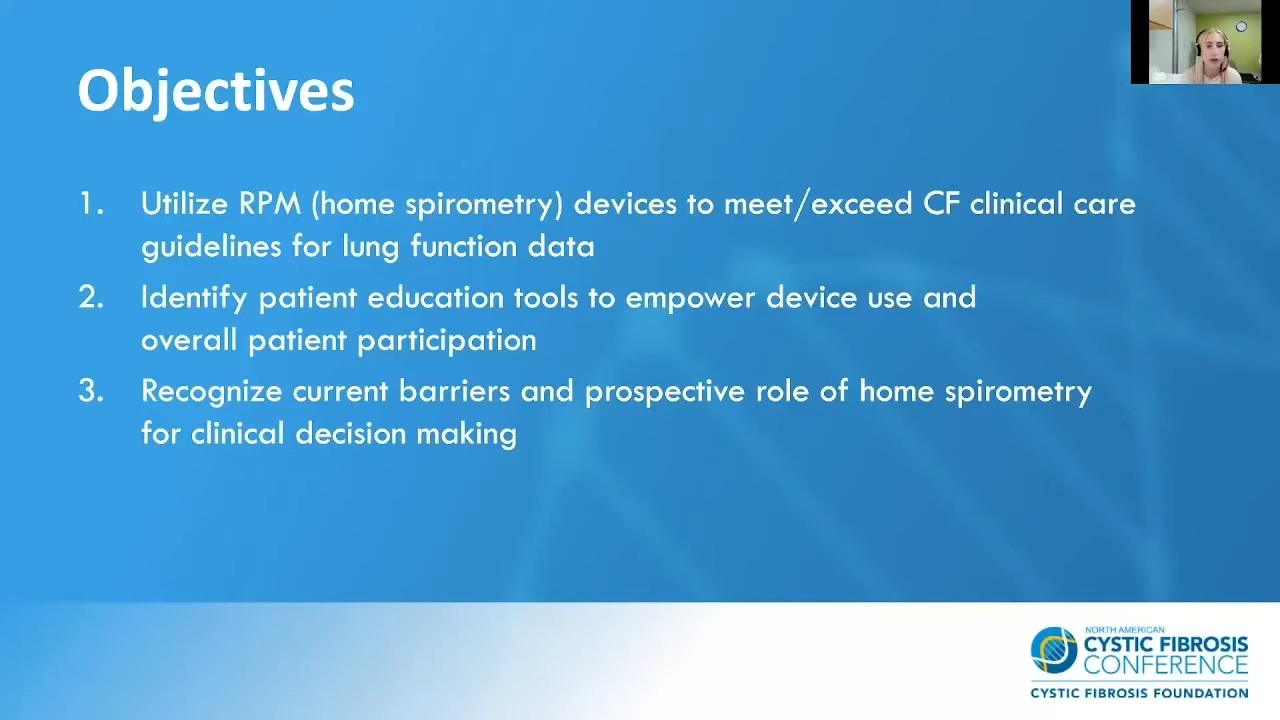 Objectives
1. Utilize RPM (home spirometry) devices to meet/exceed CF clinical care
guidelines for lung function data
2. Identify patient education tools to empower device use and
overall patient participation
3. Recognize current barriers and prospective role of home spirometry
for clinical decision making
NORTH AMERICAN
CYSTIC FIBROSIS
CONFERENCE
CYSTIC FIBROSIS FOUNDATION